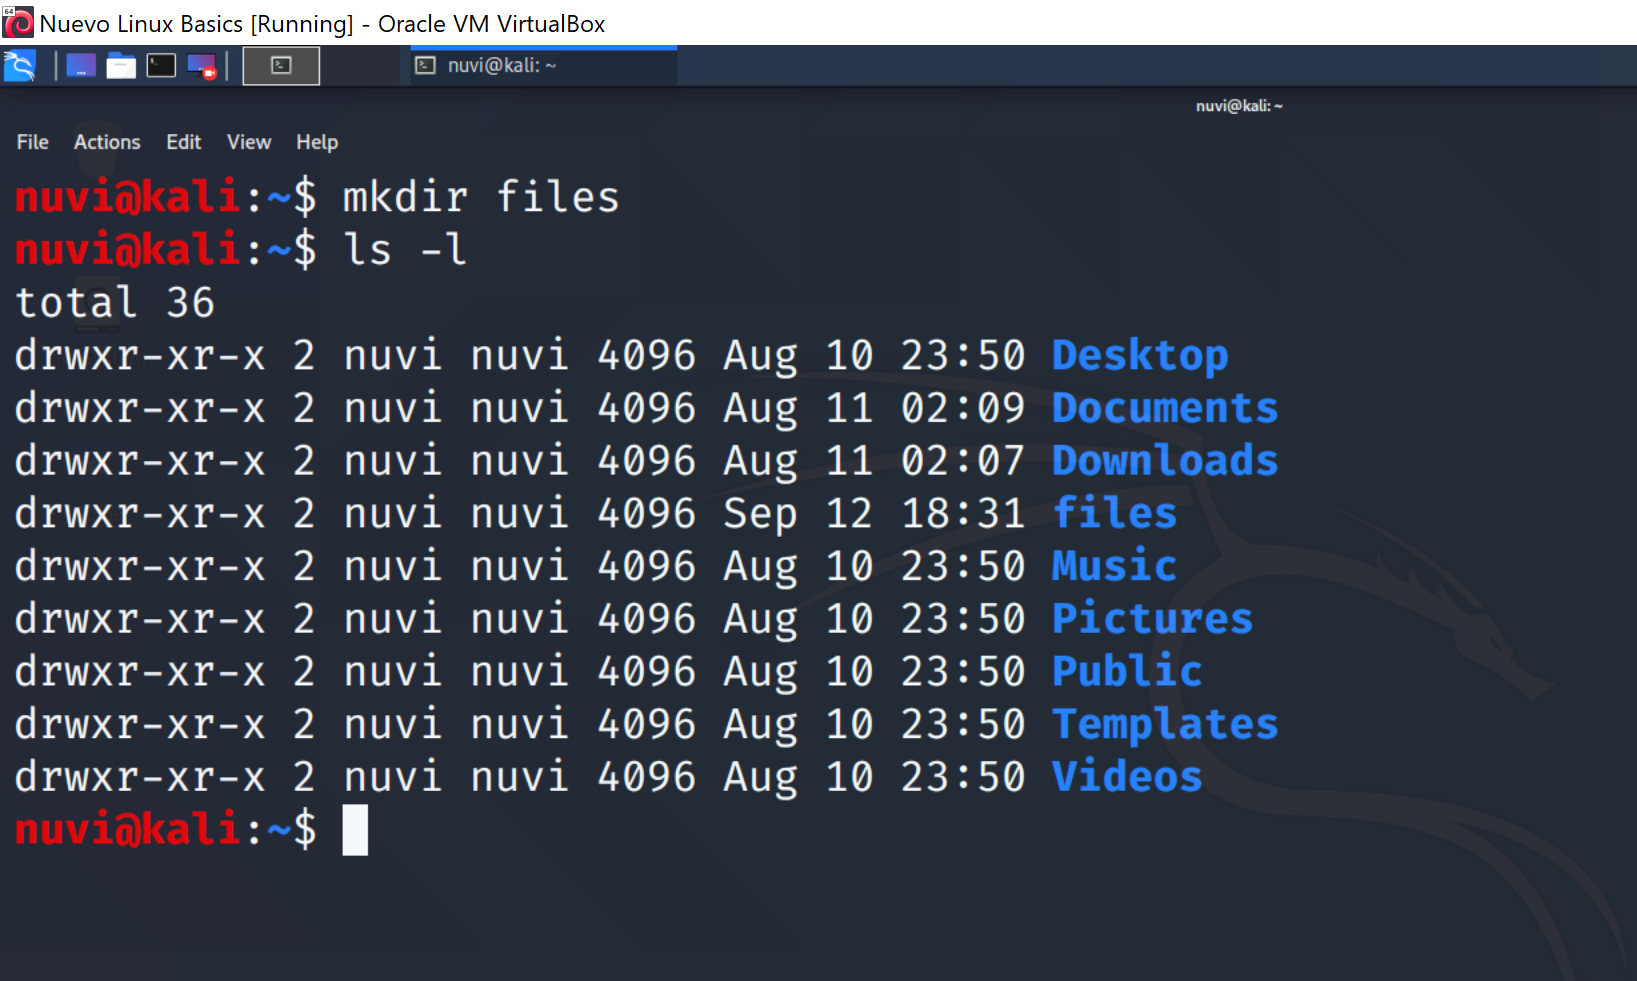 64
Nuevo Linux Basics [Running] - Oracle VM VirtualBox
nuvi@kali: ~
nuvi@kali: ~
File Actions Edit View Help
nuvi@kali:~$ mkdir files
nuvi@kali:~$ ls -l
total 36
drwxr-xr-x 2 nuvi nuvi 4096 Aug 10 23:50 Desktop
drwxr-xr-x 2 nuvi nuvi 4096 Aug 11 02:09 Documents
drwxr-xr-x 2 nuvi nuvi 4096 Aug 11 02:07 Downloads
drwxr-xr-x 2 nuvi nuvi 4096 Sep 12 18:31 files
drwxr-xr-x 2 nuvi nuvi 4096 Aug 10 23:50 Music
drwxr-xr-x 2 nuvi nuvi 4096 Aug 10 23:50 Pictures
drwxr-xr-x 2 nuvi nuvi 4096 Aug 10 23:50 Public
drwxr-xr-x 2 nuvi nuvi 4096 Aug 10 23:50 Templates
drwxr-xr-x 2 nuvi nuvi 4096 Aug 10 23:50 Videos
nuvi@kali:~$